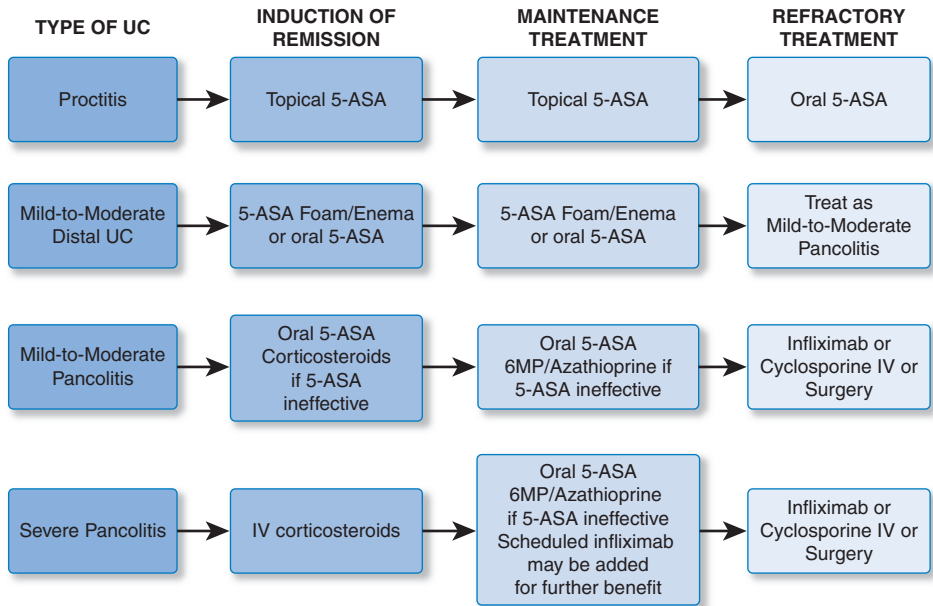 TYPE OF UC
INDUCTION OF
REMISSION
MAINTENANCE
TREATMENT
REFRACTORY
TREATMENT
Proctitis
Topical 5-ASA
Topical 5-ASA
Oral 5-ASA
Mild-to-Moderate
Distal UC
5-ASA Foam/Enema
or oral 5-ASA
5-ASA Foam/Enema
or oral 5-ASA
Treat as
Mild-to-Moderate
Pancolitis
Mild-to-Moderate
Pancolitis
Oral 5-ASA
Corticosteroids
if 5-ASA
ineffective
Oral 5-ASA
6MP/Azathioprine if
5-ASA ineffective
Infliximab or
Cyclosporine IV or
Surgery
Severe Pancolitis
IV corticosteroids
Oral 5-ASA
6MP/Azathioprine
if 5-ASA ineffective
Scheduled infliximab
may be added
for further benefit
Infliximab or
Cyclosporine IV or
Surgery